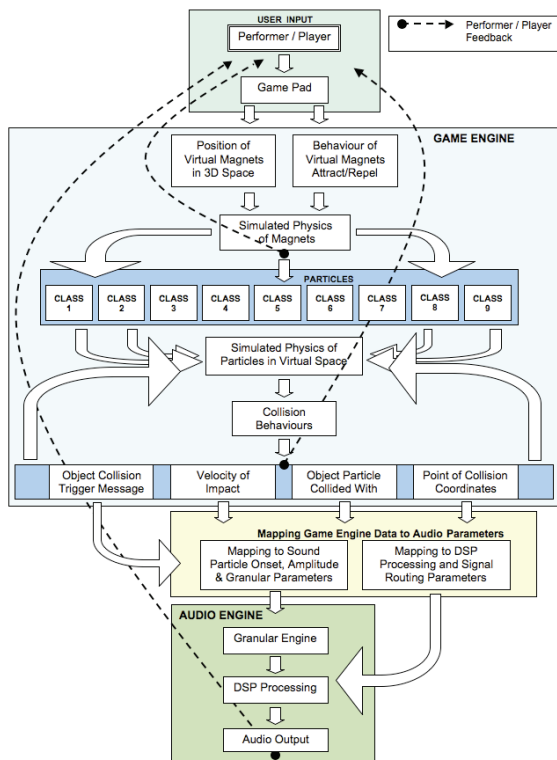 USER INPUT
Performer / Player
Game Pad
Performer / Player
Feedback
GAME ENGINE
Position of
Virtual Magnets
in 3D Space
Behaviour of
Virtual Magnets
Attract/Repel
Simulated Physics
of Magnets
PARTICLES
CLASS
1
CLASS
2
CLASS
3
CLASS
4
CLASS
5
CLASS
6
CLASS
7
CLASS
8
CLASS
9
Simulated Physics of
Particles in Virtual Space
Collision
Behaviours
Object Collision
Trigger Message
Velocity of
Impact
Object Particle
Collided With
Point of Collision
Coordinates
Mapping Game Engine Data to Audio Parameters
Mapping to Sound
Particle Onset, Amplitude
& Granular Parameters
Mapping to DSP
Processing and Signal
Routing Parameters
AUDIO ENGINE
Granular Engine
DSP Processing
Audio Output